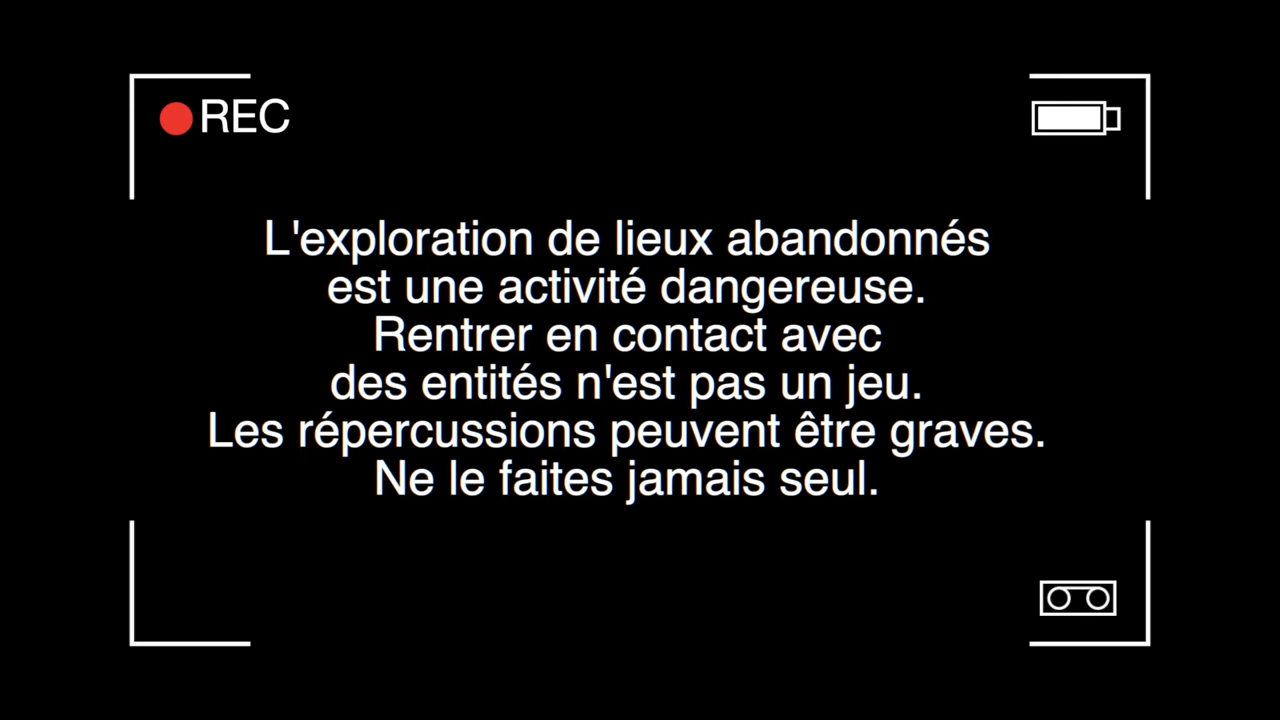 REC
L'exploration de lieux abandonnés
est une activité dangereuse.
Rentrer en contact avec
des entités n'est pas un jeu.
Les répercussions peuvent être graves.
Ne le faites jamais seul.